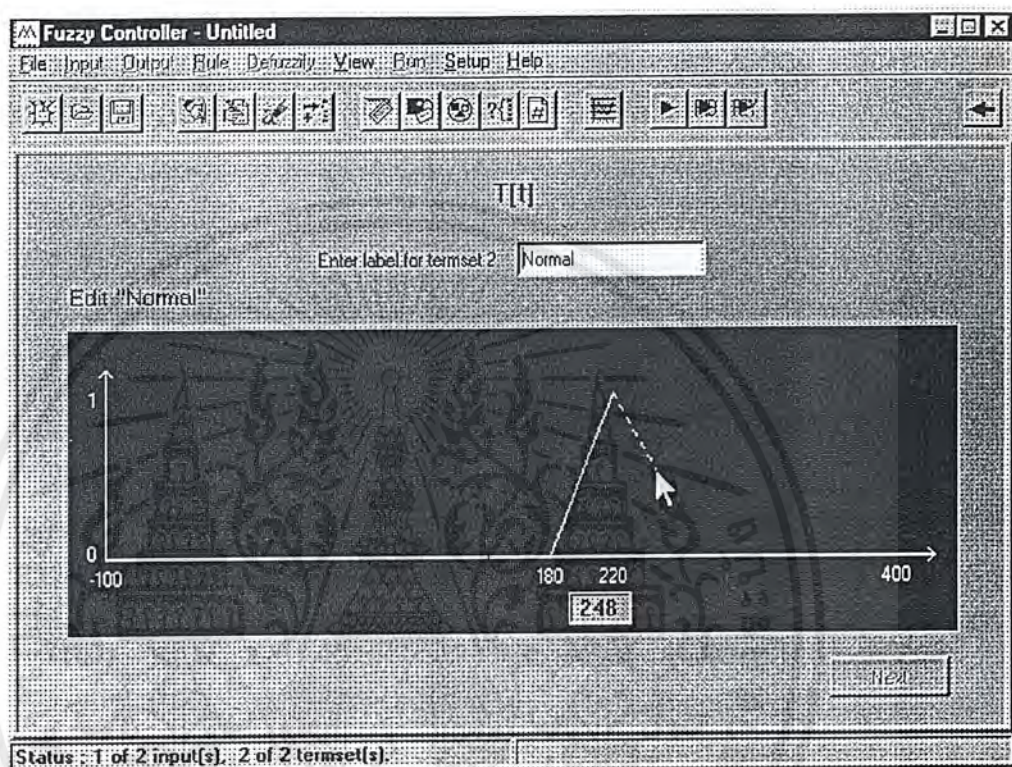 Fuzzy Controller - Untitled
File Input Output Rule Defuzzify View Run Setup Help
T[t]
Enter label for termset 2 Normal
Edit "Normal"
1
0
-100 180 220 400
248
Next
Status : 1 of 2 input(s), 2 of 2 termset(s).